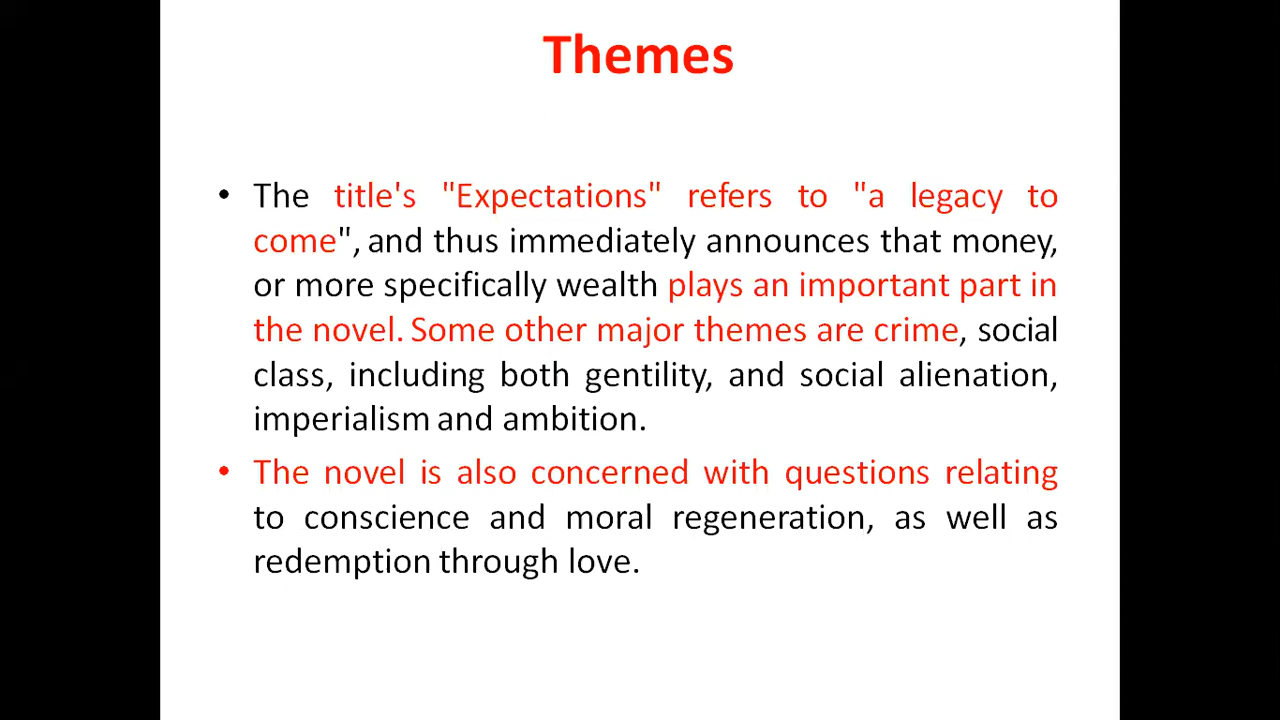 Themes
• The title's "Expectations" refers to "a legacy to
come", and thus immediately announces that money,
or more specifically wealth plays an important part in
the novel. Some other major themes are crime, social
class, including both gentility, and social alienation,
imperialism and ambition.
• The novel is also concerned with questions relating
to conscience and moral regeneration, as well as
redemption through love.